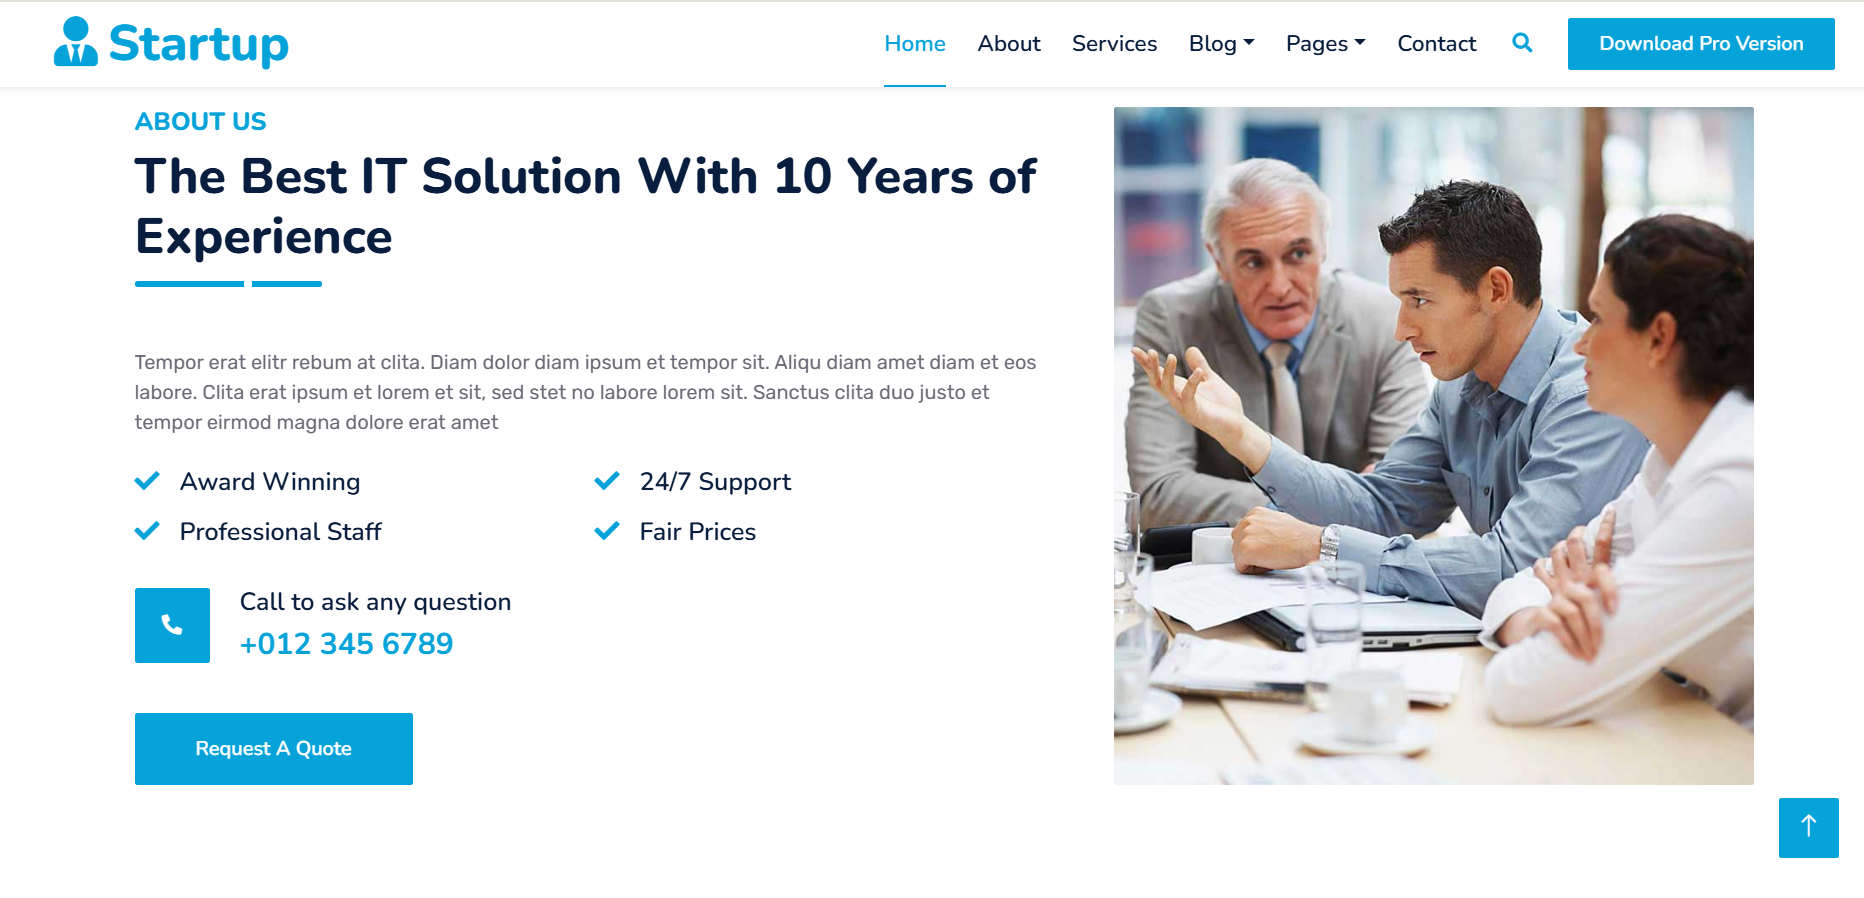 Startup
Home About Services Blog Pages Contact Download Pro Version
ABOUT US
The Best IT Solution With 10 Years of
Experience
Tempor erat elitr rebum at clita. Diam dolor diam ipsum et tempor sit. Aliqu diam amet diam et eos
labore. Clita erat ipsum et lorem et sit, sed stet no labore lorem sit. Sanctus clita duo justo et
tempor eirmod magna dolore erat amet
Award Winning
24/7 Support
Professional Staff
Fair Prices
Call to ask any question
+012 345 6789
Request A Quote